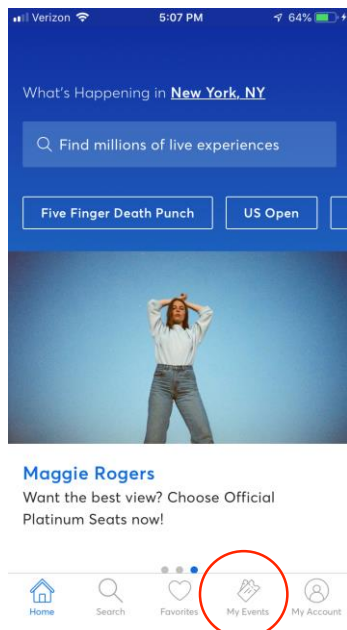 Verizon 5:07 PM 64%
What's Happening in New York, NY
Find millions of live experiences
Five Finger Death Punch US Open
Maggie Rogers
Want the best view? Choose Official
Platinum Seats now!
Home Search Favorites My Events My Account